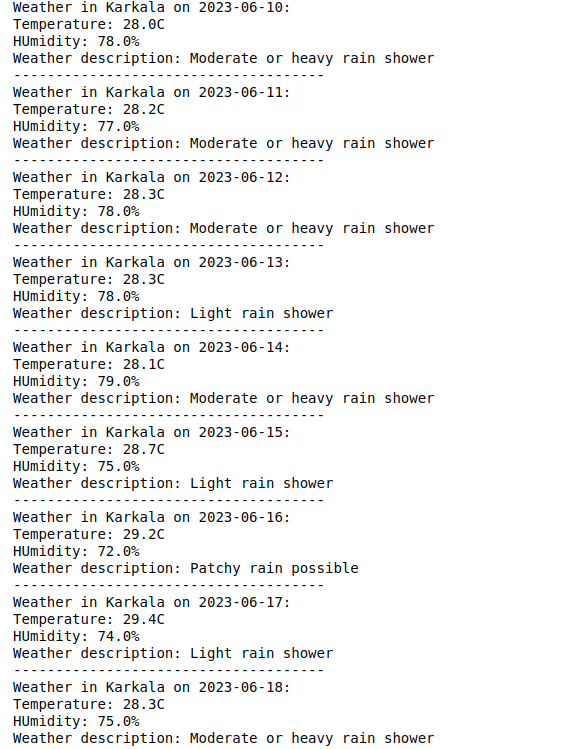 Weather in Karkala on 2023-06-10:
Temperature: 28.0C
HUmidity: 78.0%
Weather description: Moderate or heavy rain shower
-------------------------------------
Weather in Karkala on 2023-06-11:
Temperature: 28.2C
HUmidity: 77.0%
Weather description: Moderate or heavy rain shower
-------------------------------------
Weather in Karkala on 2023-06-12:
Temperature: 28.3C
HUmidity: 78.0%
Weather description: Moderate or heavy rain shower
-------------------------------------
Weather in Karkala on 2023-06-13:
Temperature: 28.3C
HUmidity: 78.0%
Weather description: Light rain shower
-------------------------------------
Weather in Karkala on 2023-06-14:
Temperature: 28.1C
HUmidity: 79.0%
Weather description: Moderate or heavy rain shower
-------------------------------------
Weather in Karkala on 2023-06-15:
Temperature: 28.7C
HUmidity: 75.0%
Weather description: Light rain shower
-------------------------------------
Weather in Karkala on 2023-06-16:
Temperature: 29.2C
HUmidity: 72.0%
Weather description: Patchy rain possible
-------------------------------------
Weather in Karkala on 2023-06-17:
Temperature: 29.4C
HUmidity: 74.0%
Weather description: Light rain shower
-------------------------------------
Weather in Karkala on 2023-06-18:
Temperature: 28.3C
HUmidity: 75.0%
Weather description: Moderate or heavy rain shower